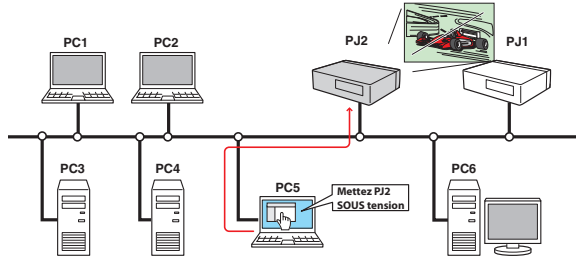 PC1
PC2
PJ2
PJ1
PC3
PC4
PC5
Mettez PJ2
SOUS tension
PC6